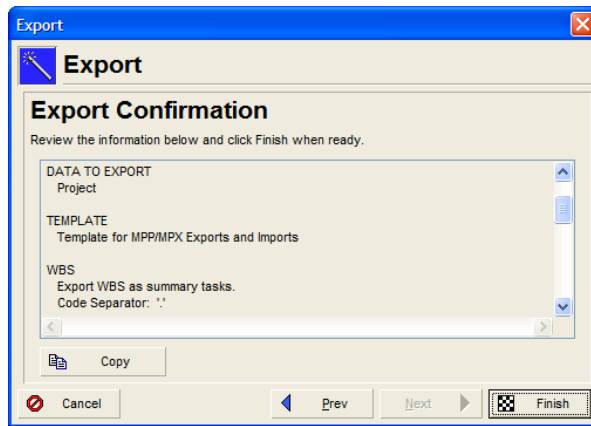 Export
Export
Export Confirmation
Review the information below and click Finish when ready.
DATA TO EXPORT
Project
TEMPLATE
Template for MPP/MPX Exports and Imports
WBS
Export WBS as summary tasks.
Code Separator: '.'
Copy
Cancel
Prev
Next
Finish